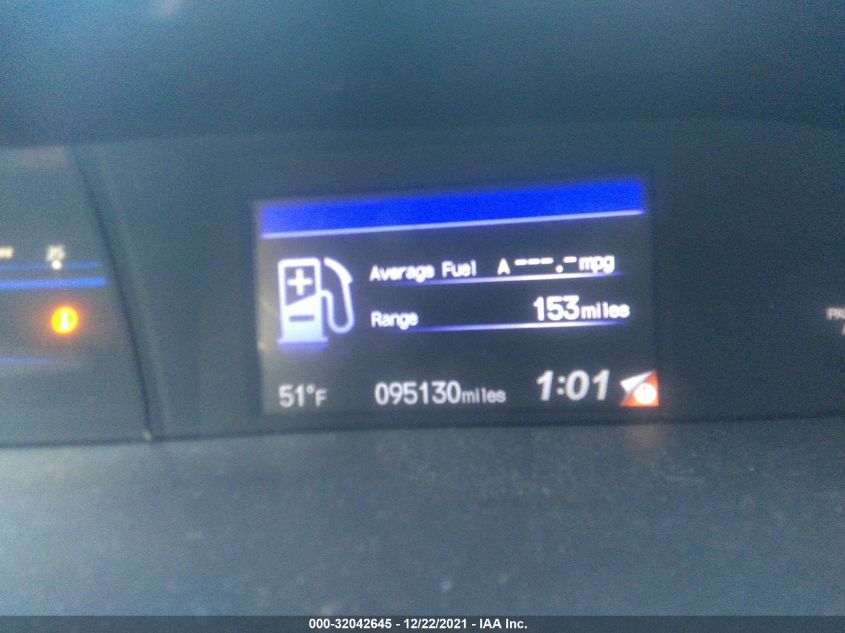 Average Fuel A ---.- mpg
Range 153 miles
51°F 095130 miles 1:01
000-32042645 - 12/22/2021 - IAA Inc.